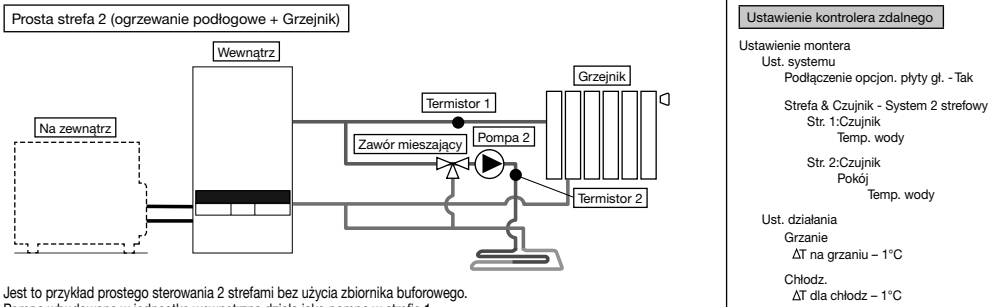 Prosta strefa 2 (ogrzewanie podłogowe + Grzejnik)
Wewnątrz
Grzejnik
Termistor 1
Na zewnątrz
Zawór mieszający
Pompa 2
Termistor 2
Jest to przykład prostego sterowania 2 strefami bez użycia zbiornika buforowego.
Ustawienie kontrolera zdalnego
Ustawienie montera
Ust. systemu
Podłączenie opcjon. płyty gł. - Tak
Strefa & Czujnik - System 2 strefowy
Str. 1:Czujnik
Temp. wody
Str. 2:Czujnik
Pokój
Temp. wody
Ust. działania
Grzanie
ΔT na grzaniu – 1°C
Chłodz.
ΔT dla chłodz – 1°C